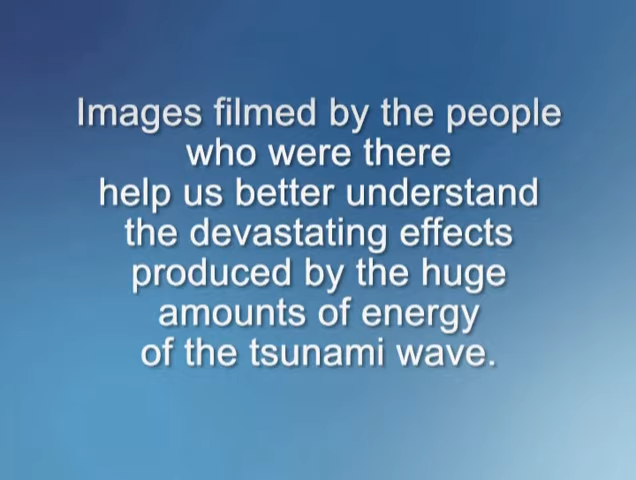 Images filmed by the people
who were there
help us better understand
the devastating effects
produced by the huge
amounts of energy
of the tsunami wave.